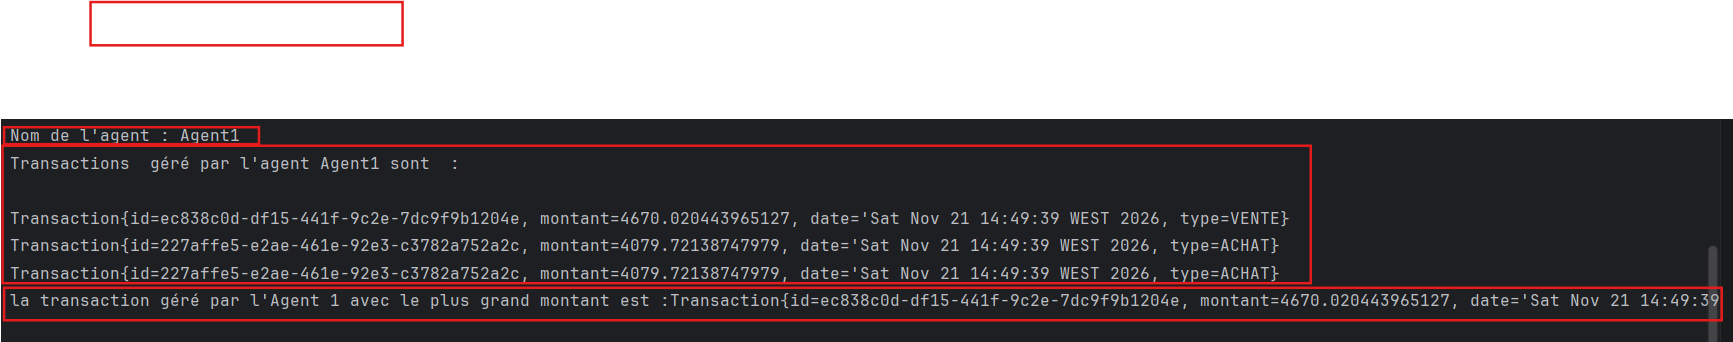 Nom de l'agent : Agent1
Transactions  géré par l'agent Agent1 sont  :
Transaction{id=ec838c0d-df15-441f-9c2e-7dc9f9b1204e, montant=4670.020443965127, date='Sat Nov 21 14:49:39 WEST 2026, type=VENTE}
Transaction{id=227affe5-e2ae-461e-92e3-c3782a752a2c, montant=4079.72138747979, date='Sat Nov 21 14:49:39 WEST 2026, type=ACHAT}
Transaction{id=227affe5-e2ae-461e-92e3-c3782a752a2c, montant=4079.72138747979, date='Sat Nov 21 14:49:39 WEST 2026, type=ACHAT}
la transaction géré par l'Agent 1 avec le plus grand montant est :Transaction{id=ec838c0d-df15-441f-9c2e-7dc9f9b1204e, montant=4670.020443965127, date='Sat Nov 21 14:49:39